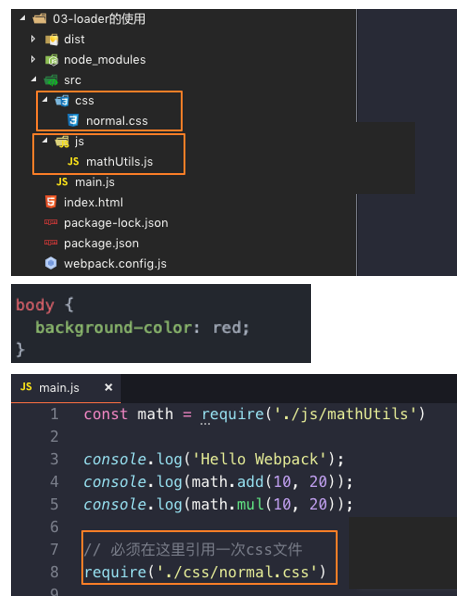 03-loader的使用
dist
node_modules
src
css
normal.css
js
JS mathUtils.js
JS main.js
index.html
package-lock.json
package.json
webpack.config.js
body {
background-color: red;
}
JS main.js ×
1 const math = require('./js/mathUtils')
2
3 console.log('Hello Webpack');
4 console.log(math.add(10, 20));
5 console.log(math.mul(10, 20));
6
7 // 必须在这里引用一次css文件
8 require('./css/normal.css')
9